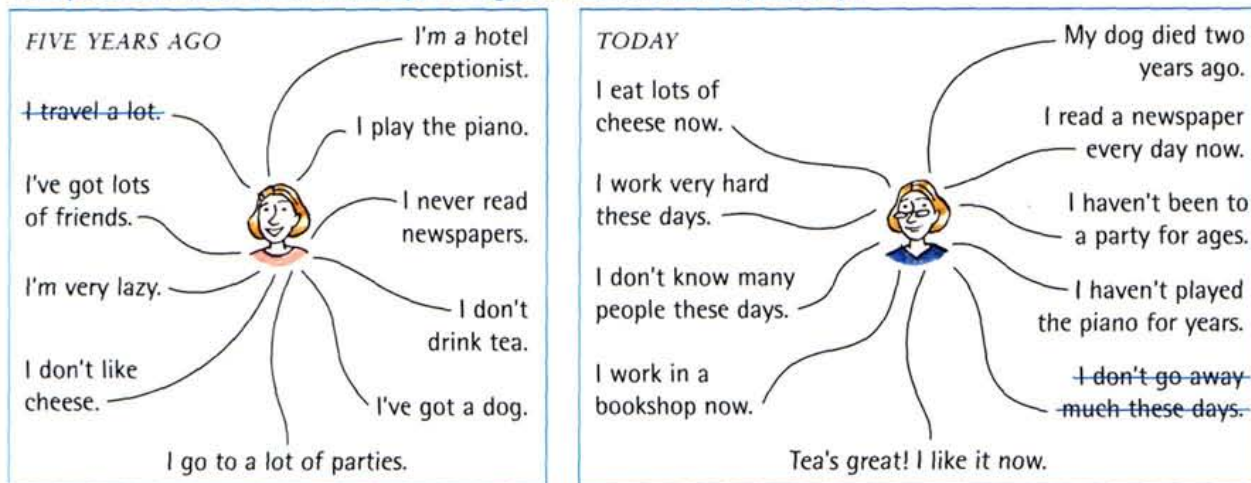 FIVE YEARS AGO
I'm a hotel
receptionist.
I travel a lot.
I play the piano.
I've got lots
of friends.
I never read
newspapers.
I'm very lazy.
I don't
drink tea.
I don't like
cheese.
I've got a dog.
I go to a lot of parties.
TODAY
My dog died two
years ago.
I eat lots of
cheese now.
I read a newspaper
every day now.
I work very hard
these days.
I haven't been to
a party for ages.
I don't know many
people these days.
I haven't played
the piano for years.
I work in a
bookshop now.
I don't go away
much these days.
Tea's great! I like it now.